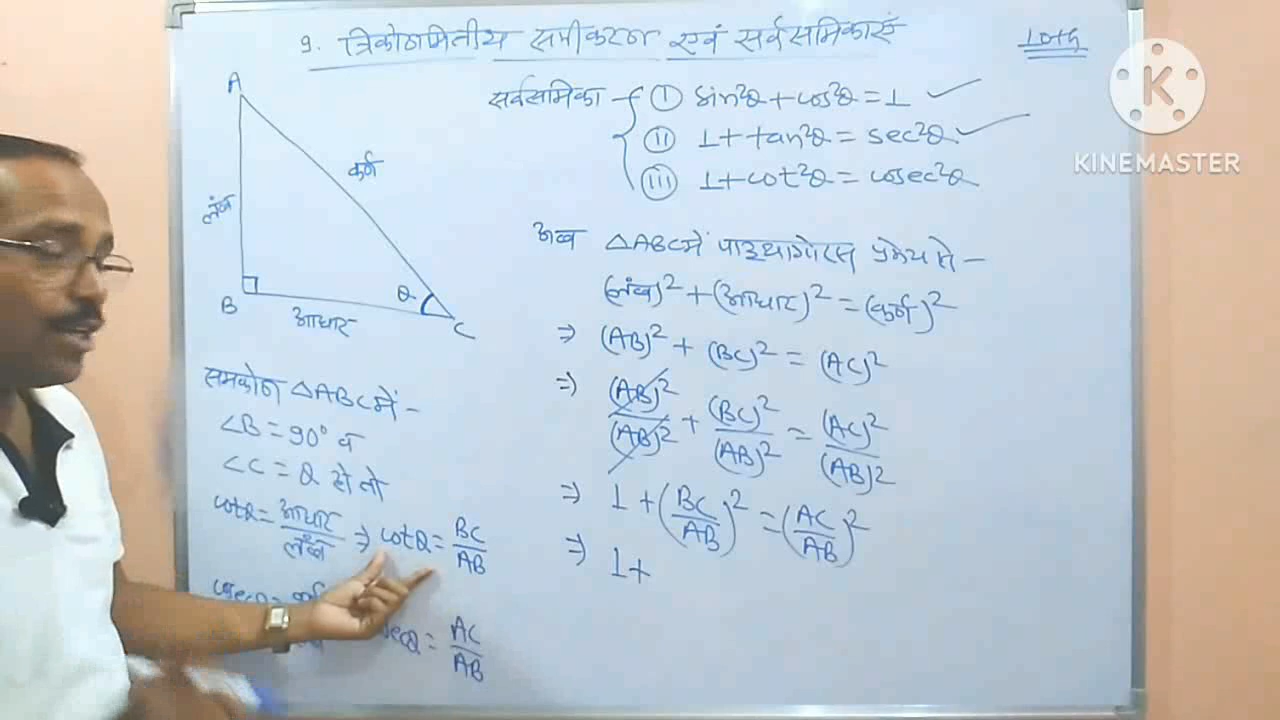 9. त्रिकोणमितीय समीकरण एवं सर्वसमिकाएं
10th
KINEMASTER
सर्वसमिका - { (i) sin²θ + cos²θ = 1 ✓
(ii) 1 + tan²θ = sec²θ ✓
(iii) 1 + cot²θ = cosec²θ
A
लंब
कर्ण
B
θ
C
आधार
समकोण △ABC में -
∠B = 90° व
∠C = θ हो तो
cotθ = आधार/लंब ⇒ cotθ = BC/AB
secθ = AC/AB
अब △ABC में पाइथागोरस प्रमेय से -
(लंब)² + (आधार)² = (कर्ण)²
⇒ (AB)² + (BC)² = (AC)²
⇒ (AB)²/(AB)² + (BC)²/(AB)² = (AC)²/(AB)²
⇒ 1 + (BC/AB)² = (AC/AB)²
⇒ 1 +